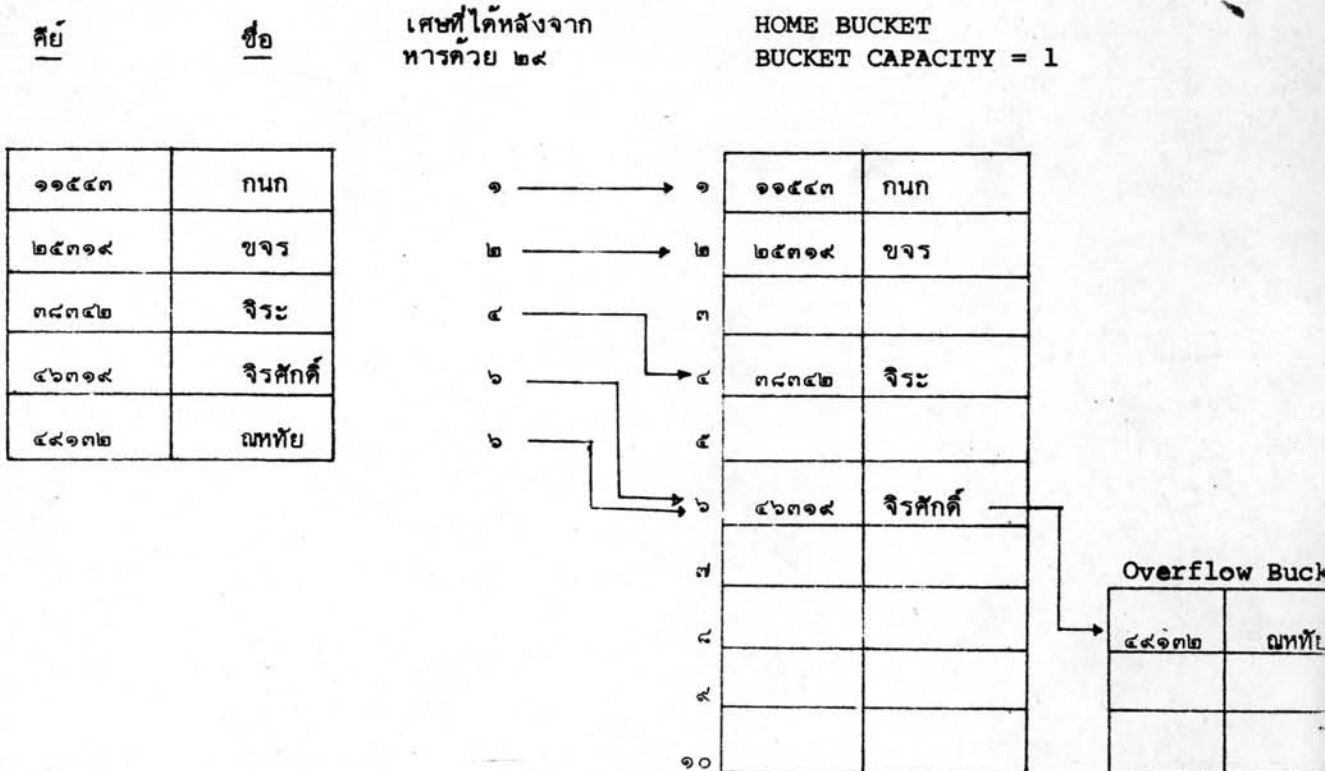 คีย์ ชื่อ เศษที่ได้หลังจาก HOME BUCKET
หารด้วย ๒๙ BUCKET CAPACITY = 1
๑๑๕๔๓ กนก ๑ ๑ ๑๑๕๔๓ กนก
๒๕๓๑๙ ขจร ๒ ๒ ๒๕๓๑๙ ขจร
๓๘๓๔๒ จิระ ๔ ๓
๔๖๓๑๙ จิรศักดิ์ ๖ ๔ ๓๘๓๔๒ จิระ
๔๙๑๓๒ ณหทัย ๖ ๕
๖ ๔๖๓๑๙ จิรศักดิ์
๗
Overflow Buck
๘ ๔๙๑๓๒ ณหทัย
๙
๑๐